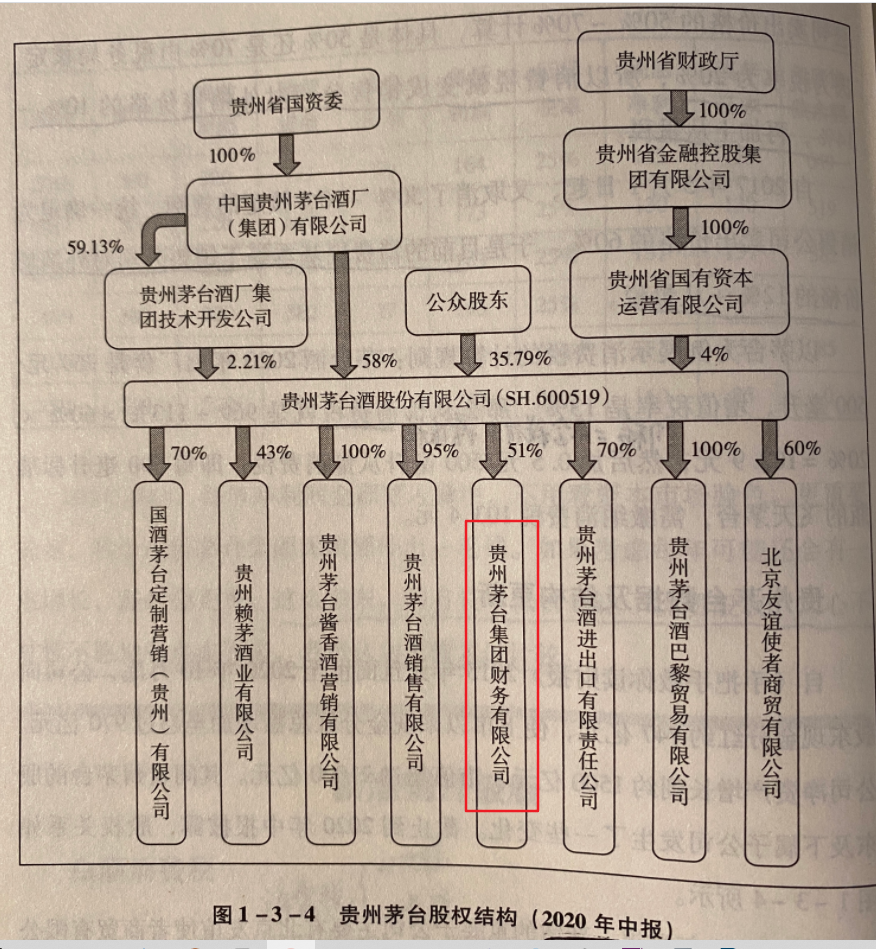 贵州省财政厅
贵州省国资委
100%
100%
贵州省金融控股集
团有限公司
中国贵州茅台酒厂
（集团）有限公司
100%
59.13%
贵州茅台酒厂集
团技术开发公司
公众股东
贵州省国有资本
运营有限公司
2.21%
58%
35.79%
4%
贵州茅台酒股份有限公司(SH.600519)
70%
43%
100%
95%
51%
70%
100%
60%
国酒茅台定制营销（贵州）有限公司
贵州赖茅酒业有限公司
贵州茅台酱香酒营销有限公司
贵州茅台酒销售有限公司
贵州茅台集团财务有限公司
贵州茅台酒进出口有限责任公司
贵州茅台酒巴黎贸易有限公司
北京友谊使者商贸有限公司
图1-3-4 贵州茅台股权结构（2020 年中报）